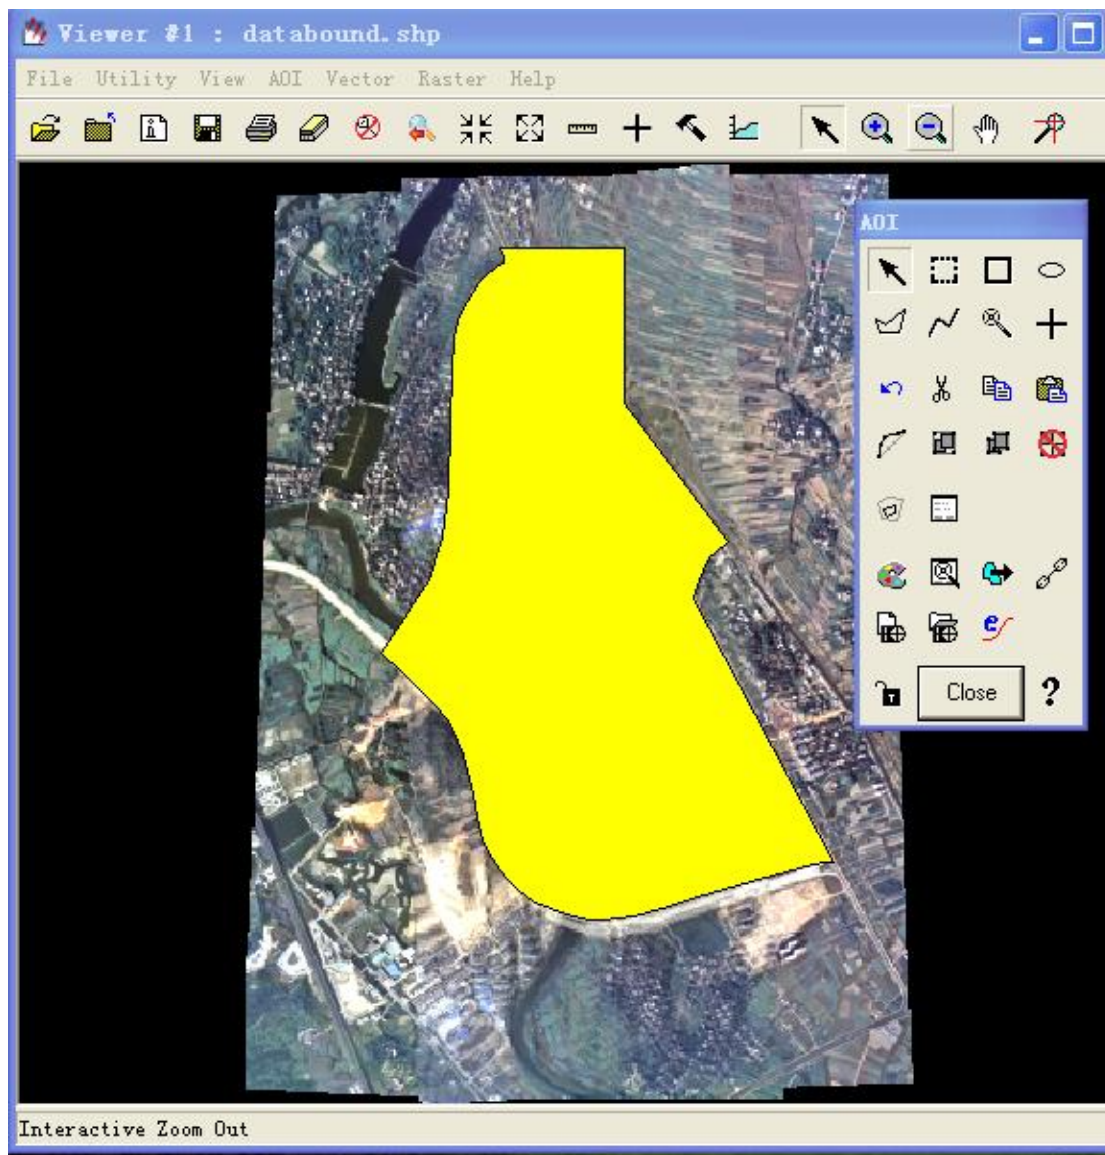 Viewer #1 : databound.shp
File Utility View AOI Vector Raster Help
AOI
Close
?
Interactive Zoom Out